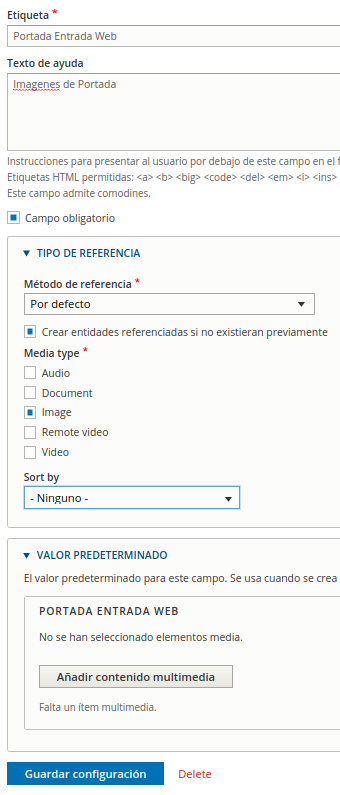 Etiqueta *
Portada Entrada Web
Texto de ayuda
Imagenes de Portada
Instrucciones para presentar al usuario por debajo de este campo en el f
Etiquetas HTML permitidas: <a> <b> <big> <code> <del> <em> <i> <ins>
Este campo admite comodines.
Campo obligatorio
TIPO DE REFERENCIA
Método de referencia *
Por defecto
Crear entidades referenciadas si no existieran previamente
Media type *
Audio
Document
Image
Remote video
Video
Sort by
- Ninguno -
VALOR PREDETERMINADO
El valor predeterminado para este campo. Se usa cuando se crea
PORTADA ENTRADA WEB
No se han seleccionado elementos media.
Añadir contenido multimedia
Falta un ítem multimedia.
Guardar configuración
Delete